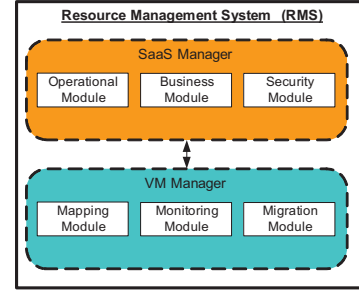 Resource Management System (RMS)
SaaS Manager
Operational Business Security
Module Module Module
VM Manager
Mapping Monitoring Migration
Module Module Module